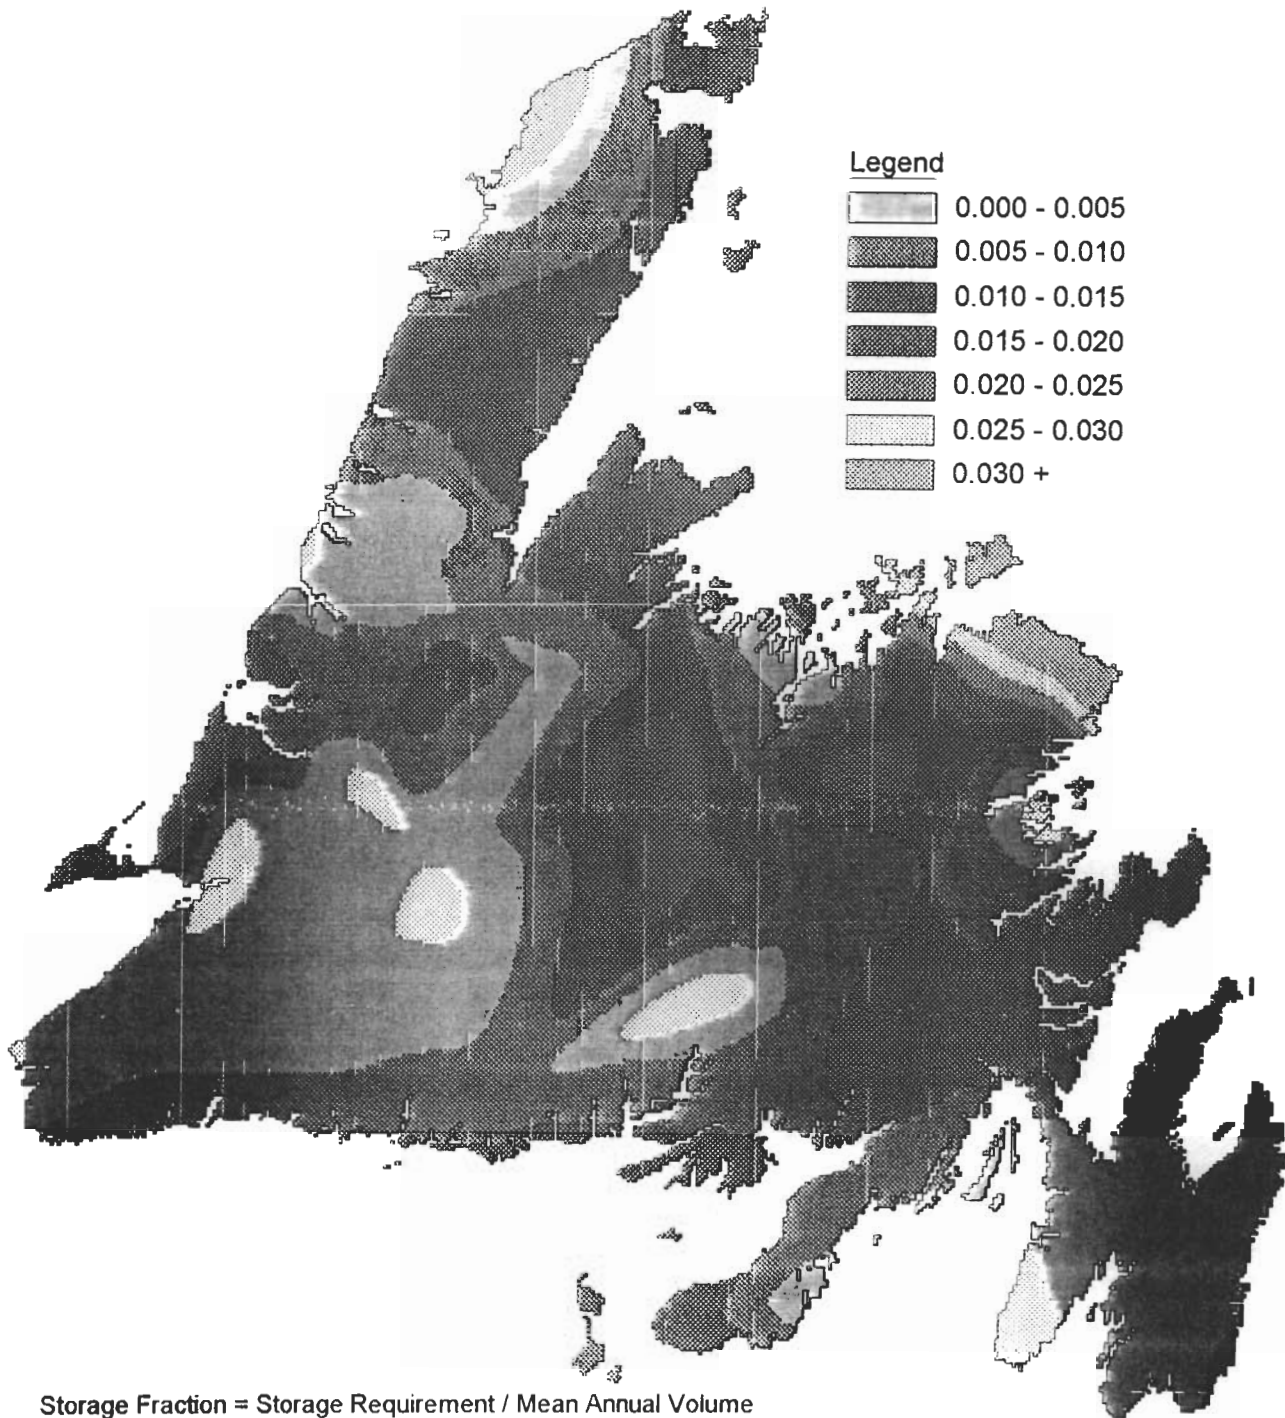 Legend
0.000 - 0.005
0.005 - 0.010
0.010 - 0.015
0.015 - 0.020
0.020 - 0.025
0.025 - 0.030
0.030 +
Storage Fraction = Storage Requirement / Mean Annual Volume